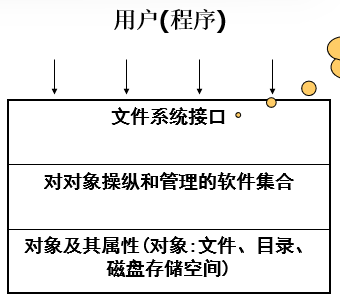 用户(程序)
文件系统接口
对对象操纵和管理的软件集合
对象及其属性(对象:文件、目录、
磁盘存储空间)